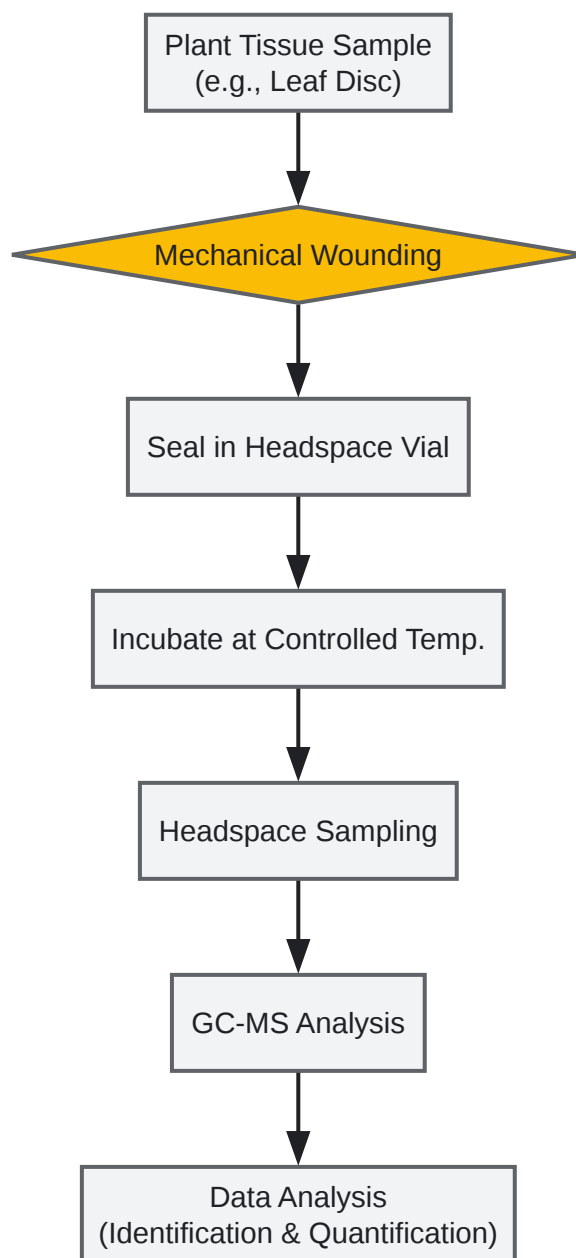 Plant Tissue Sample
(e.g., Leaf Disc)
Mechanical Wounding
Seal in Headspace Vial
Incubate at Controlled Temp.
Headspace Sampling
GC-MS Analysis
Data Analysis
(Identification & Quantification)